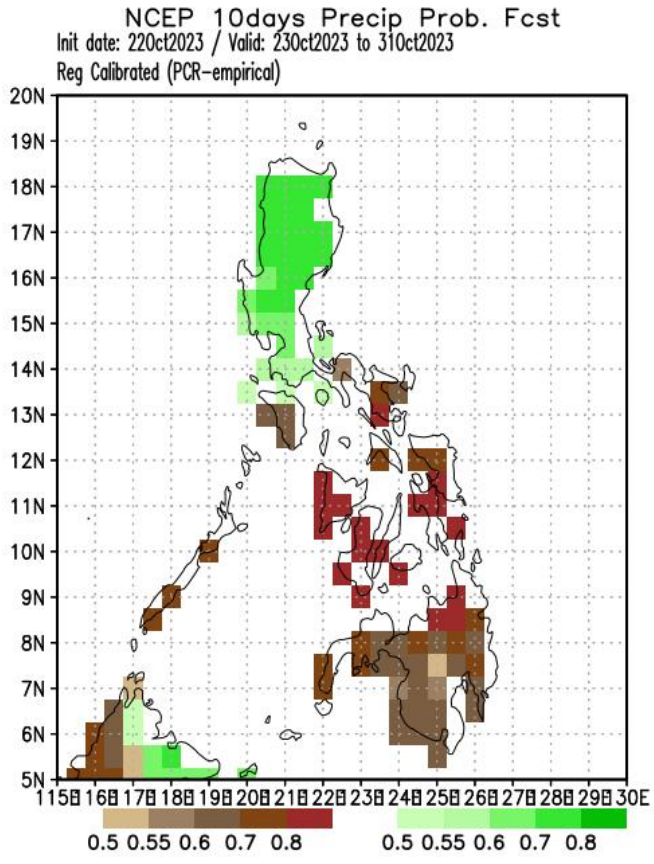 NCEP 10days Precip Prob. Fcst
Init date: 22Oct2023 / Valid: 23Oct2023 to 31Oct2023
Reg Calibrated (PCR-empirical)
20N
19N
18N
17N
16N
15N
14N
13N
12N
11N
10N
9N
8N
7N
6N
5N
115E 116E 117E 118E 119E 120E 121E 122E 123E 124E 125E 126E 127E 128E 129E 130E
0.5 0.55 0.6 0.7 0.8 0.5 0.55 0.6 0.7 0.8